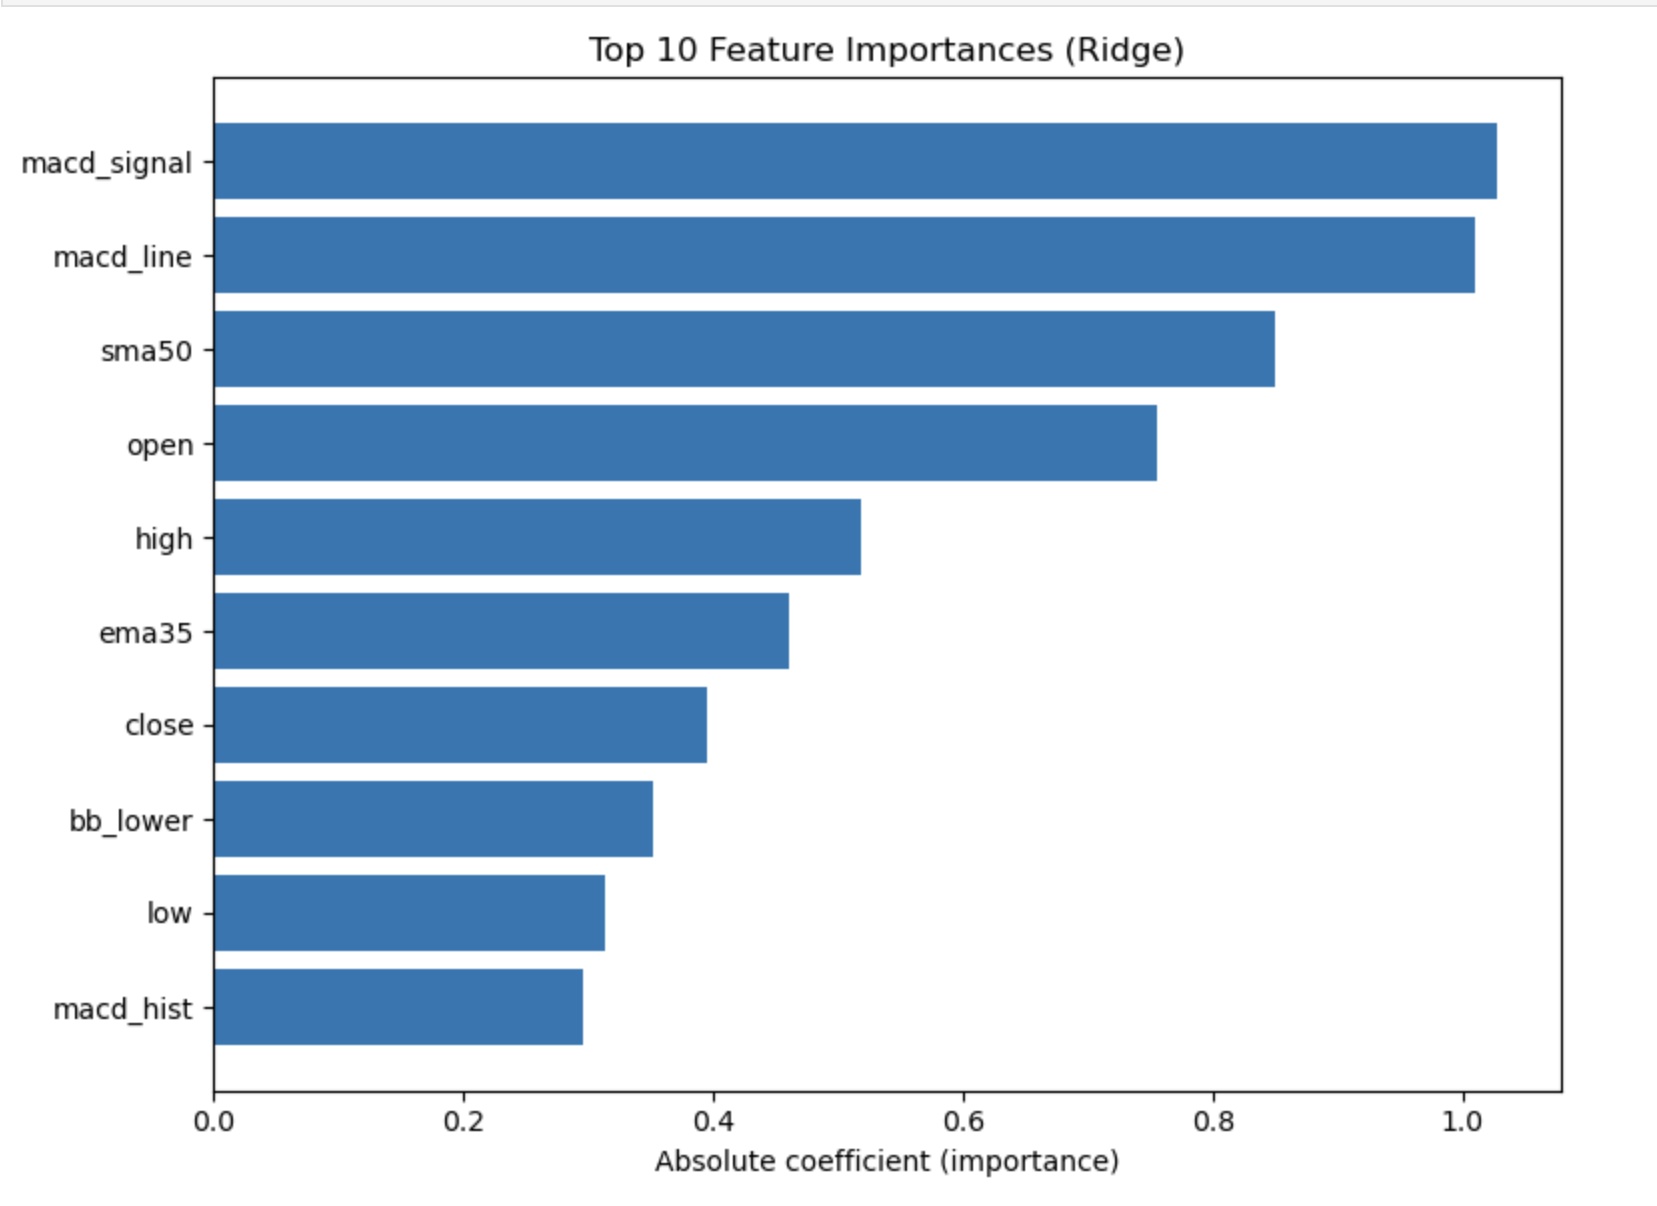 Top 10 Feature Importances (Ridge)
macd_signal
macd_line
sma50
open
high
ema35
close
bb_lower
low
macd_hist
0.0 0.2 0.4 0.6 0.8 1.0
Absolute coefficient (importance)